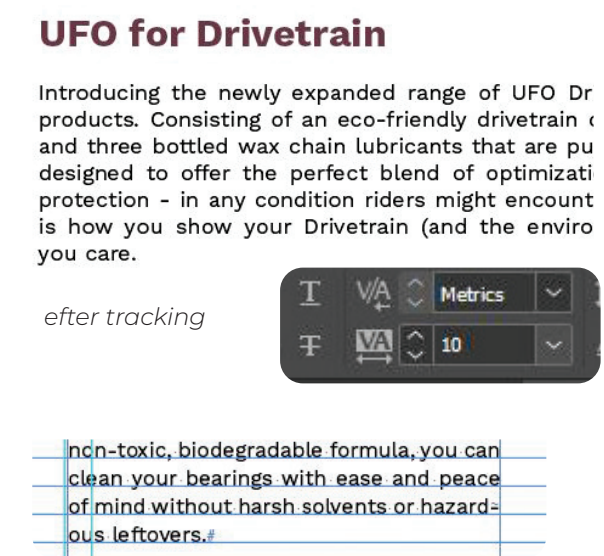 UFO for Drivetrain
Introducing the newly expanded range of UFO Dr
products. Consisting of an eco-friendly drivetrain
and three bottled wax chain lubricants that are pu
designed to offer the perfect blend of optimizati
protection - in any condition riders might encount
is how you show your Drivetrain (and the enviro
you care.
T V/A Metrics
efter tracking
T VA 10
non-toxic, biodegradable formula, you can
clean your bearings with ease and peace
of mind without harsh solvents or hazard-
ous leftovers.#